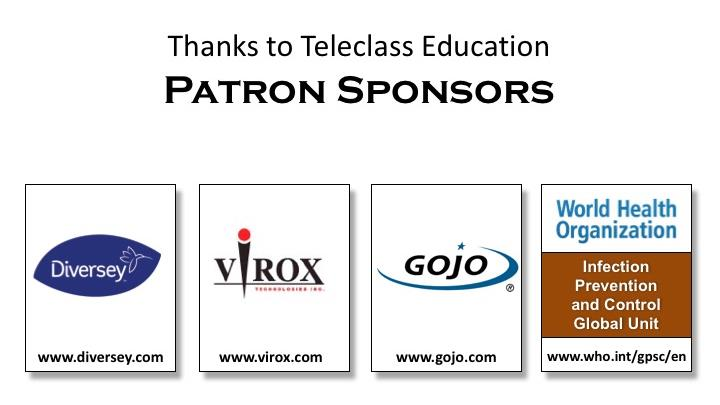 Thanks to Teleclass Education
PATRON SPONSORS
Diversey
www.diversey.com
VIROX
TECHNOLOGIES INC.
www.virox.com
GOJO
®
www.gojo.com
World Health
Organization
Infection
Prevention
and Control
Global Unit
www.who.int/gpsc/en